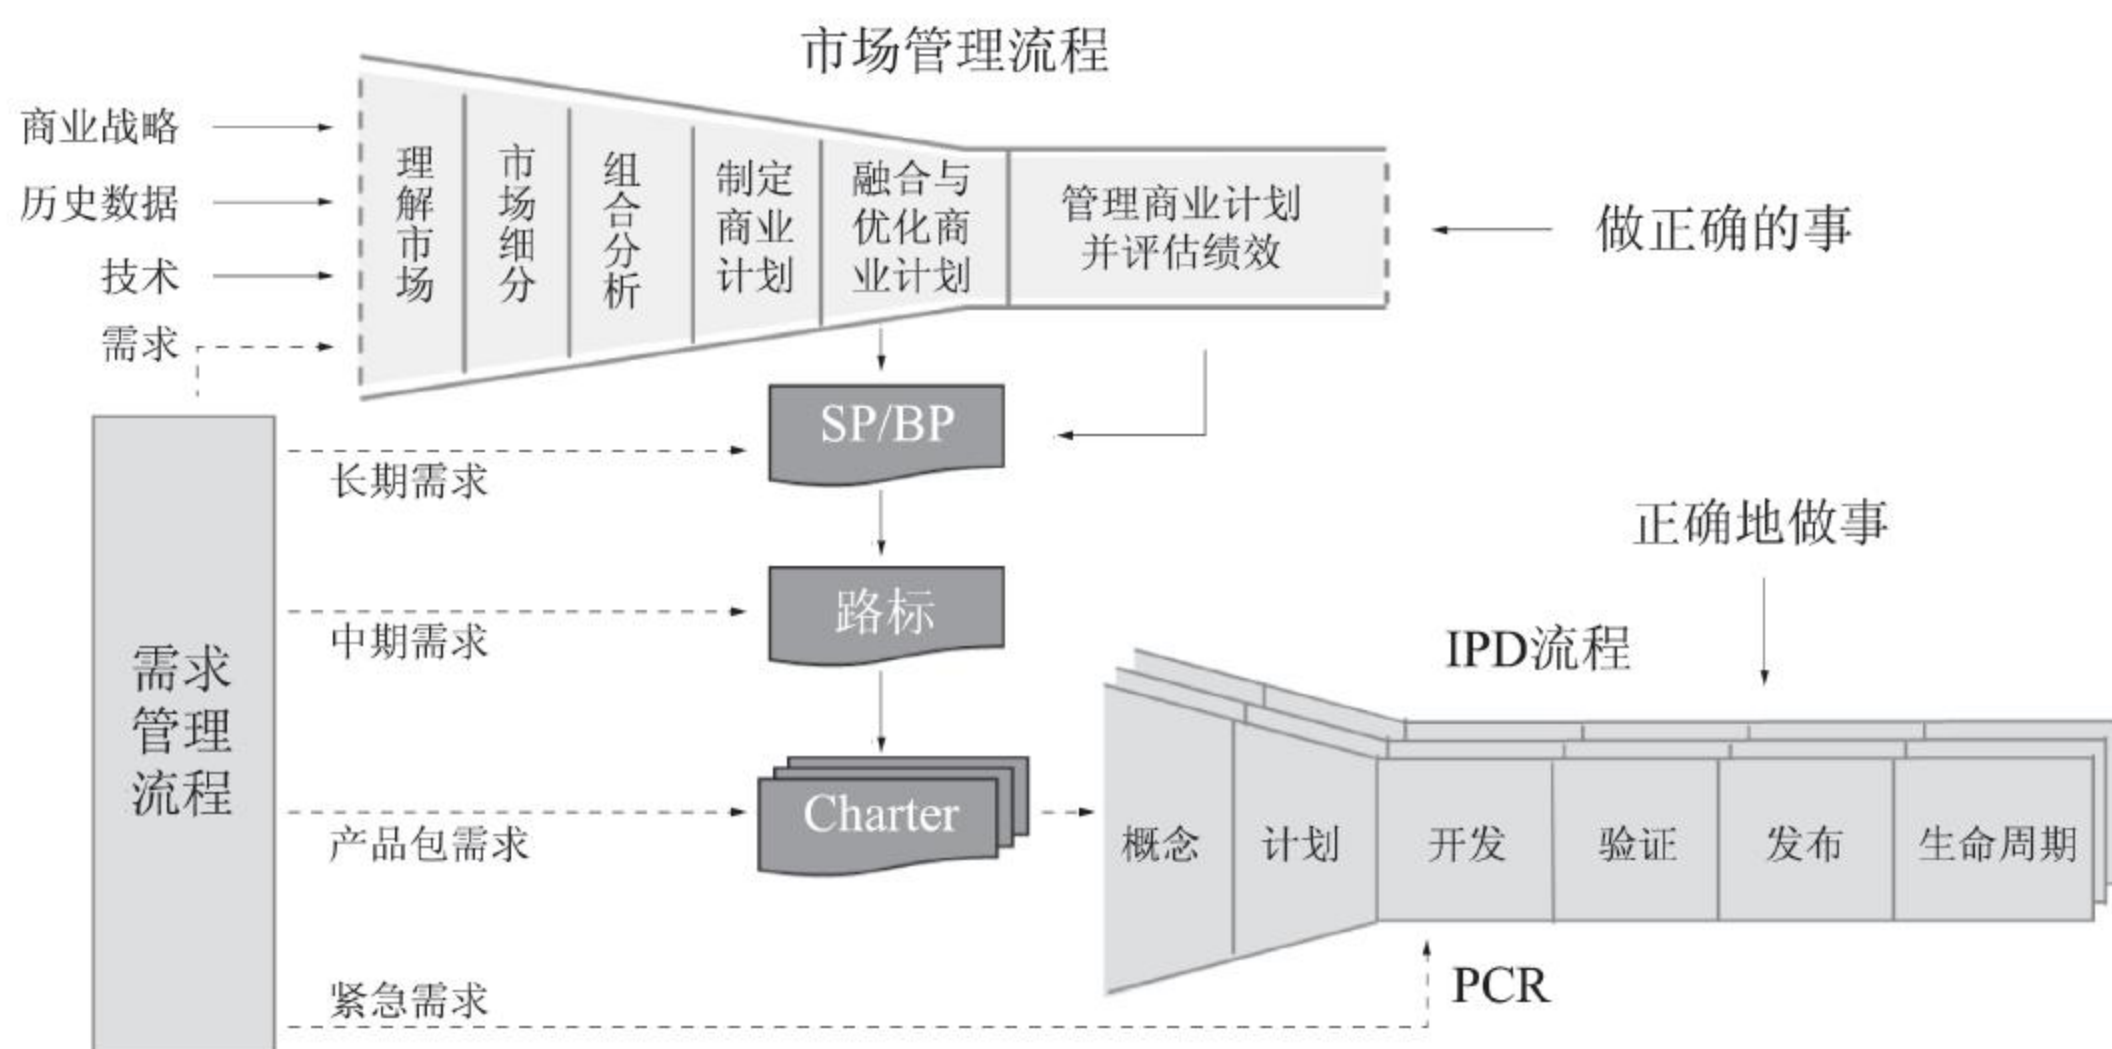 市场管理流程
商业战略
历史数据
技术
需求
理解市场
市场细分
组合分析
制定
商业
计划
融合与
优化商
业计划
管理商业计划
并评估绩效
做正确的事
SP/BP
长期需求
路标
中期需求
正确地做事
IPD流程
需求
管理
流程
Charter
产品包需求
概念
计划
开发
验证
发布
生命周期
紧急需求
PCR